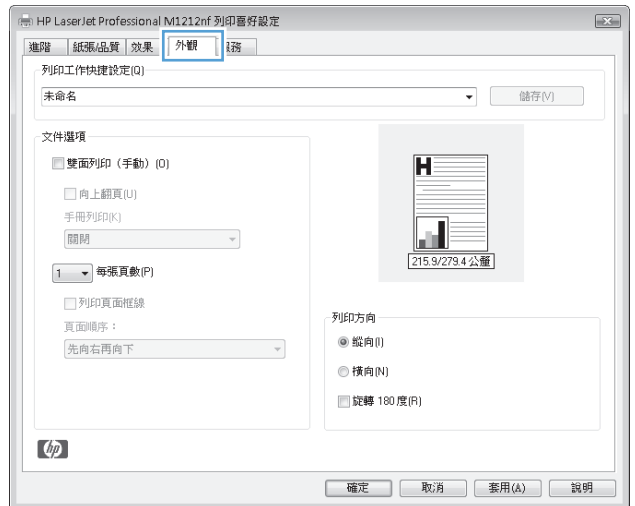 HP LaserJet Professional M1212nf 列印喜好設定
進階 紙張/品質 效果 外觀 服務
列印工作快捷設定(Q)
未命名 儲存(V)
文件選項
雙面列印（手動）(O)
向上翻頁(U)
手冊列印(K)
關閉
1 每張頁數(P)
列印頁面框線
頁面順序：
先向右再向下
H
215.9/279.4 公釐
列印方向
縱向(I)
橫向(N)
旋轉 180 度(R)
hp
確定 取消 套用(A) 說明